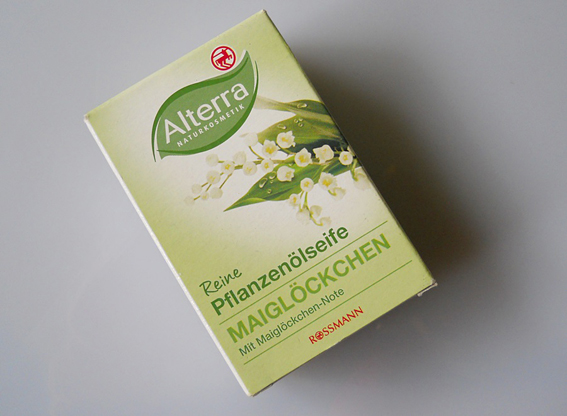 Alterra
NATURKOSMETIK
Reine
Pflanzenölseife
MAIGLÖCKCHEN
Mit Maiglöckchen-Note
ROSSMANN